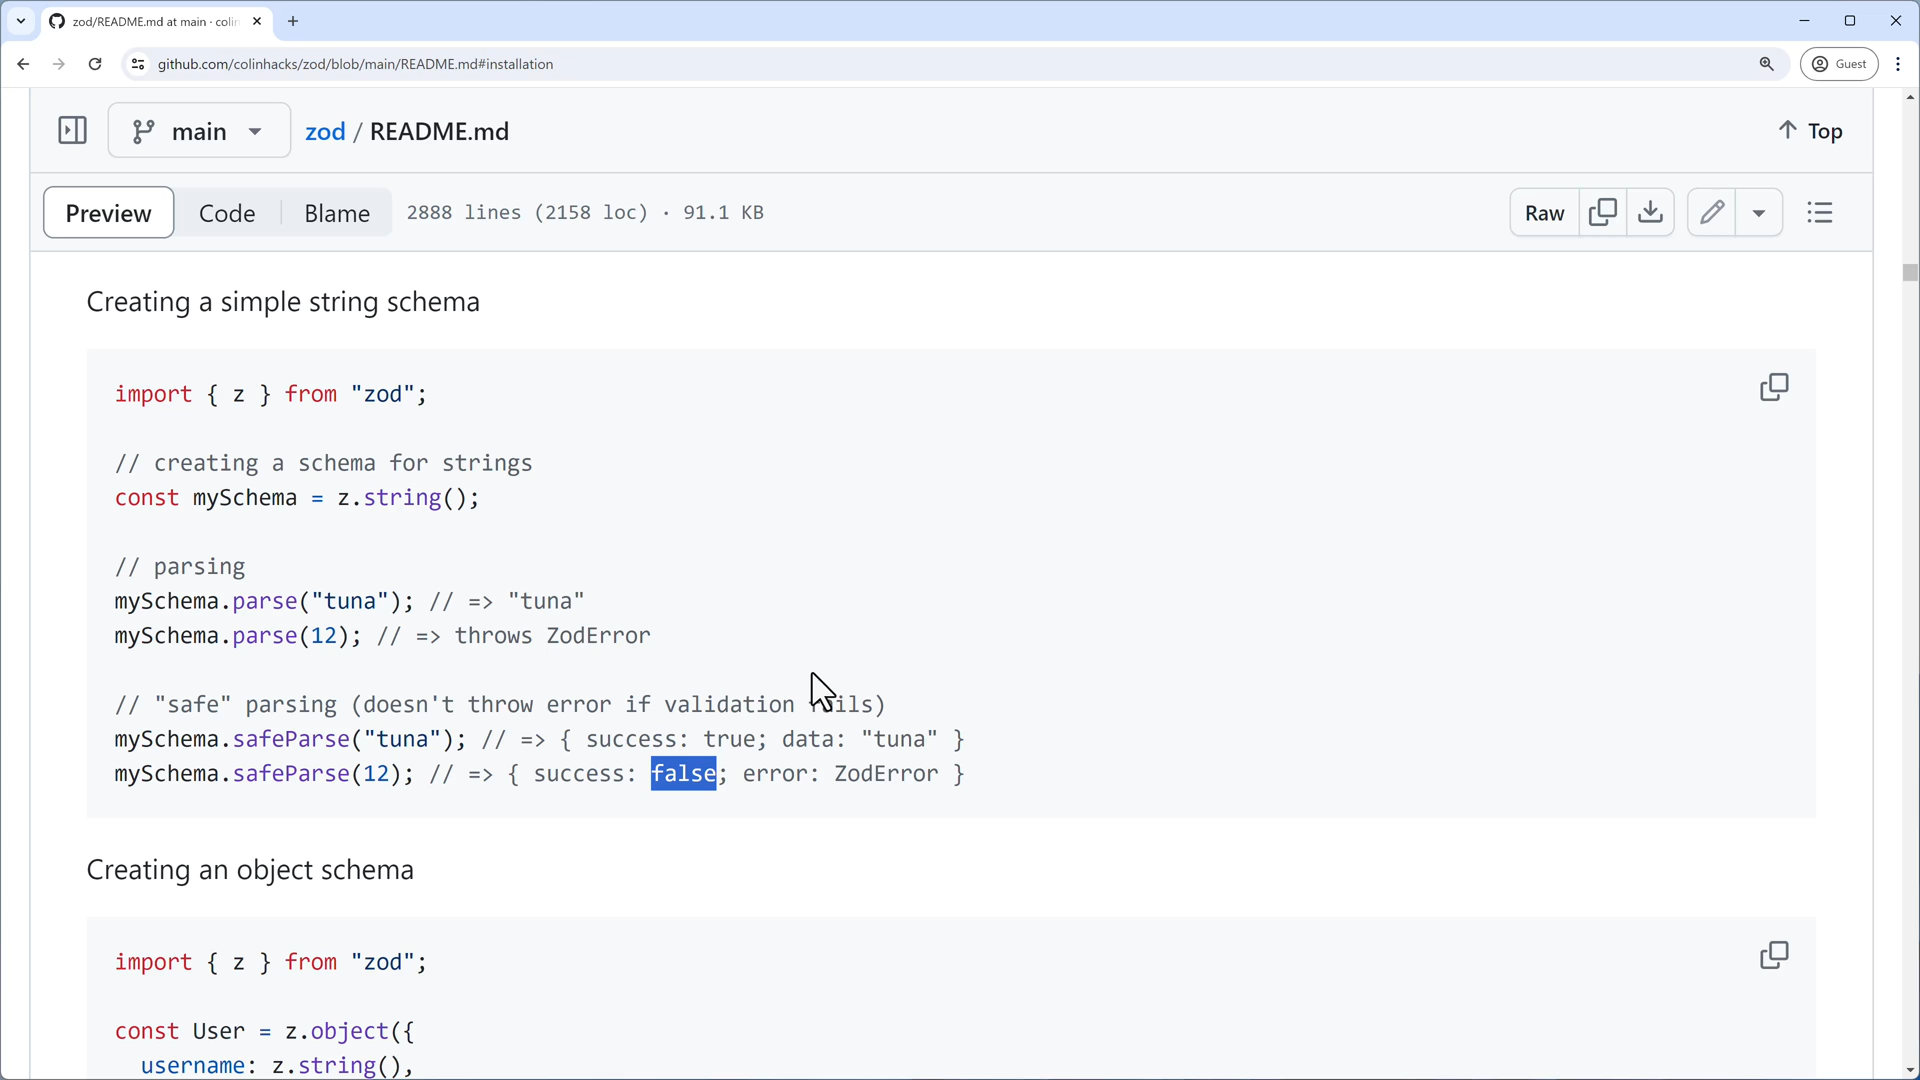 zod/README.md at main · colin
github.com/colinhacks/zod/blob/main/README.md#installation
Guest
main
zod / README.md
Top
Preview
Code
Blame
2888 lines (2158 loc) · 91.1 KB
Raw
Creating a simple string schema
import { z } from "zod";
// creating a schema for strings
const mySchema = z.string();
// parsing
mySchema.parse("tuna"); // => "tuna"
mySchema.parse(12); // => throws ZodError
// "safe" parsing (doesn't throw error if validation fails)
mySchema.safeParse("tuna"); // => { success: true; data: "tuna" }
mySchema.safeParse(12); // => { success: false; error: ZodError }
Creating an object schema
import { z } from "zod";
const User = z.object({
username: z.string(),